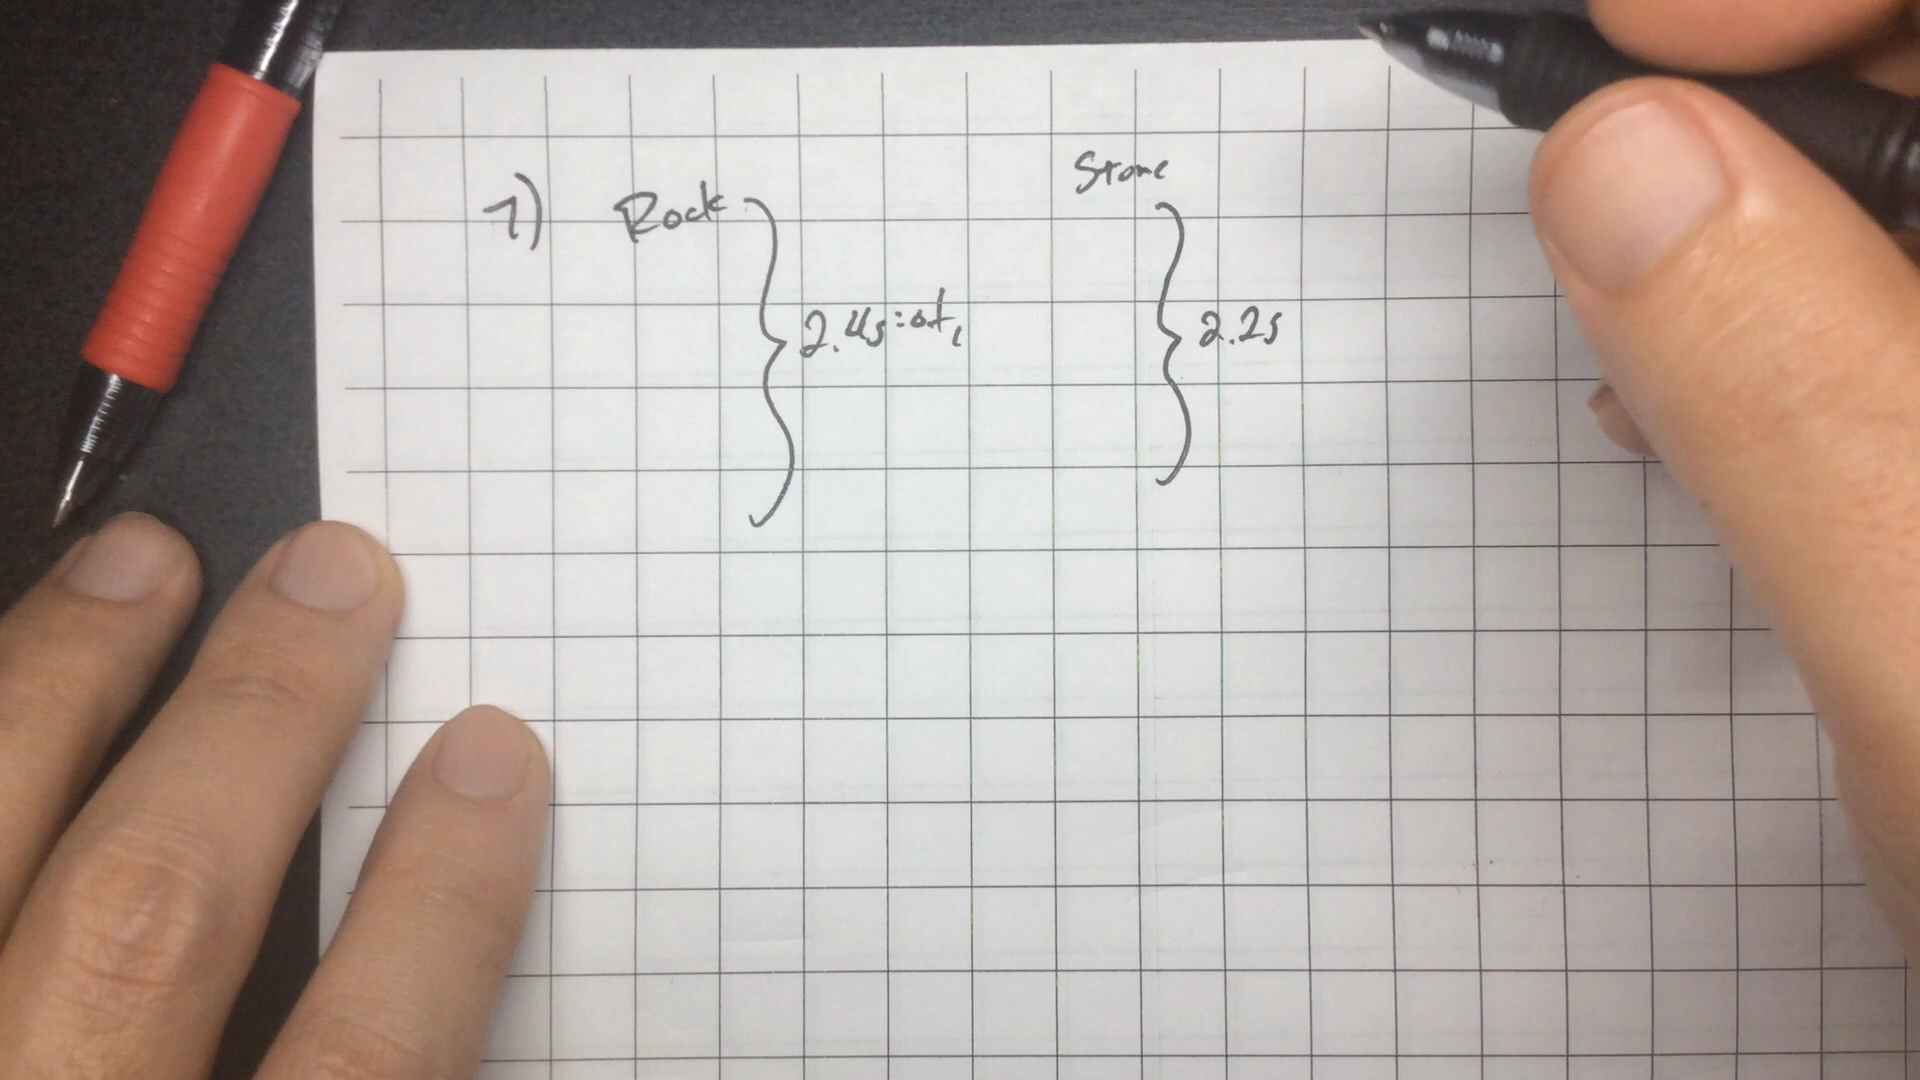 7) Rock
Stone
2.4s = Δt₁
2.2s